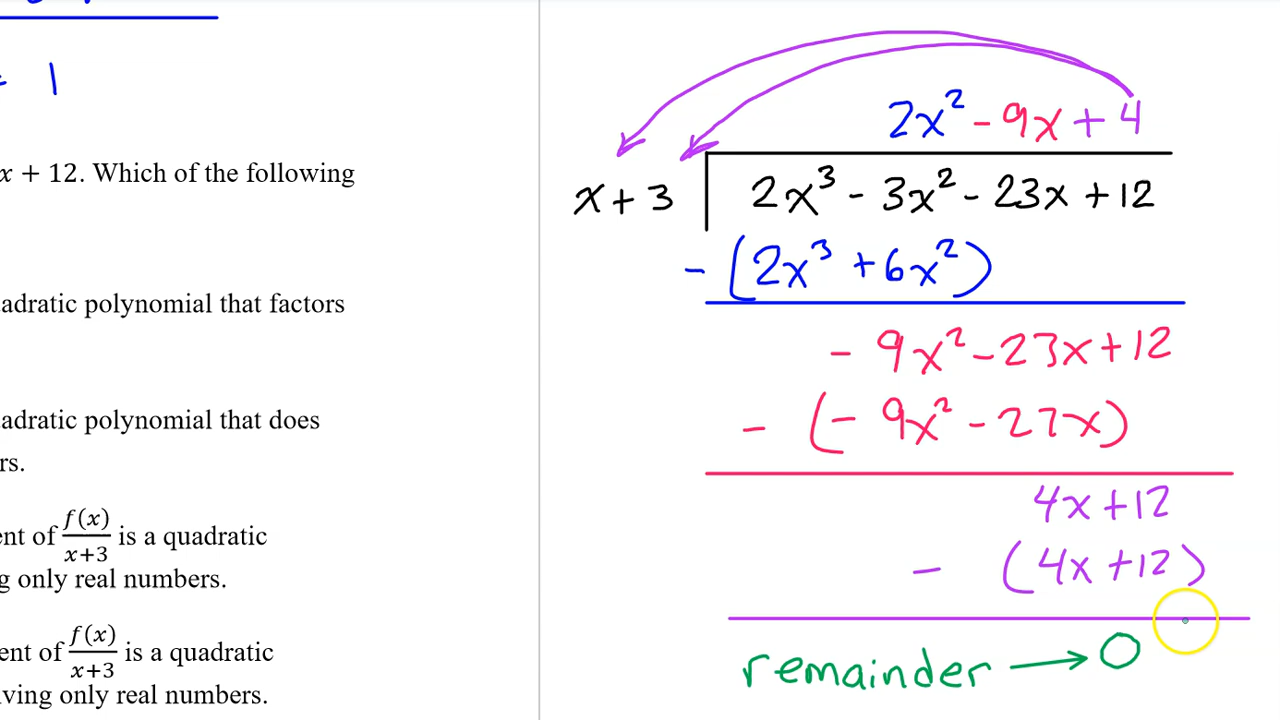 = 1
x + 12. Which of the following
adratic polynomial that factors
adratic polynomial that does
rs.
ent of f(x)/x+3 is a quadratic
g only real numbers.
ent of f(x)/x+3 is a quadratic
ving only real numbers.
2x² - 9x + 4
x + 3 2x³ - 3x² - 23x + 12
- (2x³ + 6x²)
- 9x² - 23x + 12
- (- 9x² - 27x)
4x + 12
- (4x + 12)
remainder → 0